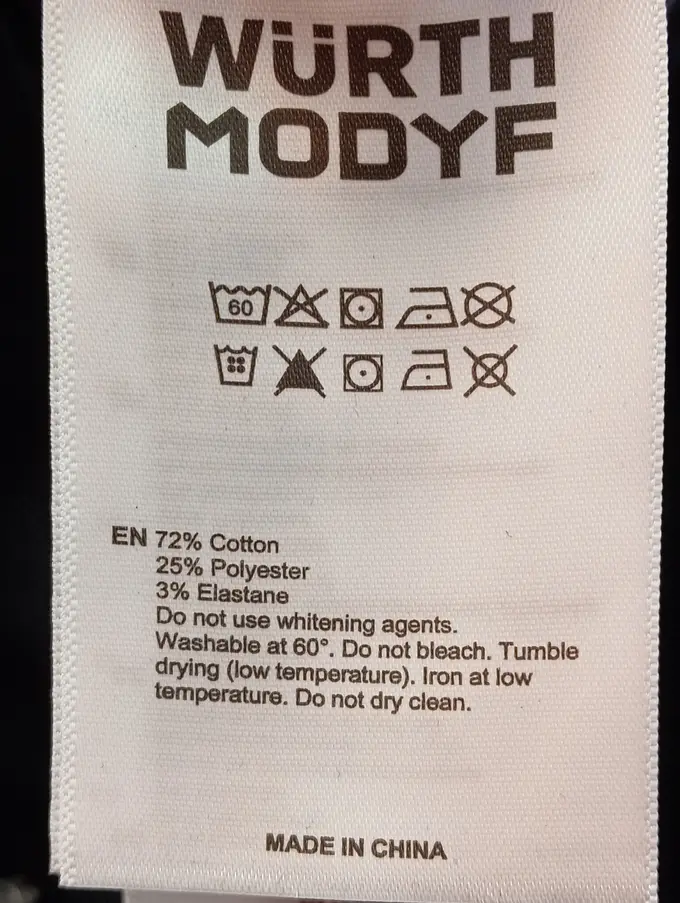 WÜRTH
MODYF
60
EN 72% Cotton
25% Polyester
3% Elastane
Do not use whitening agents.
Washable at 60°. Do not bleach. Tumble
drying (low temperature). Iron at low
temperature. Do not dry clean.
MADE IN CHINA